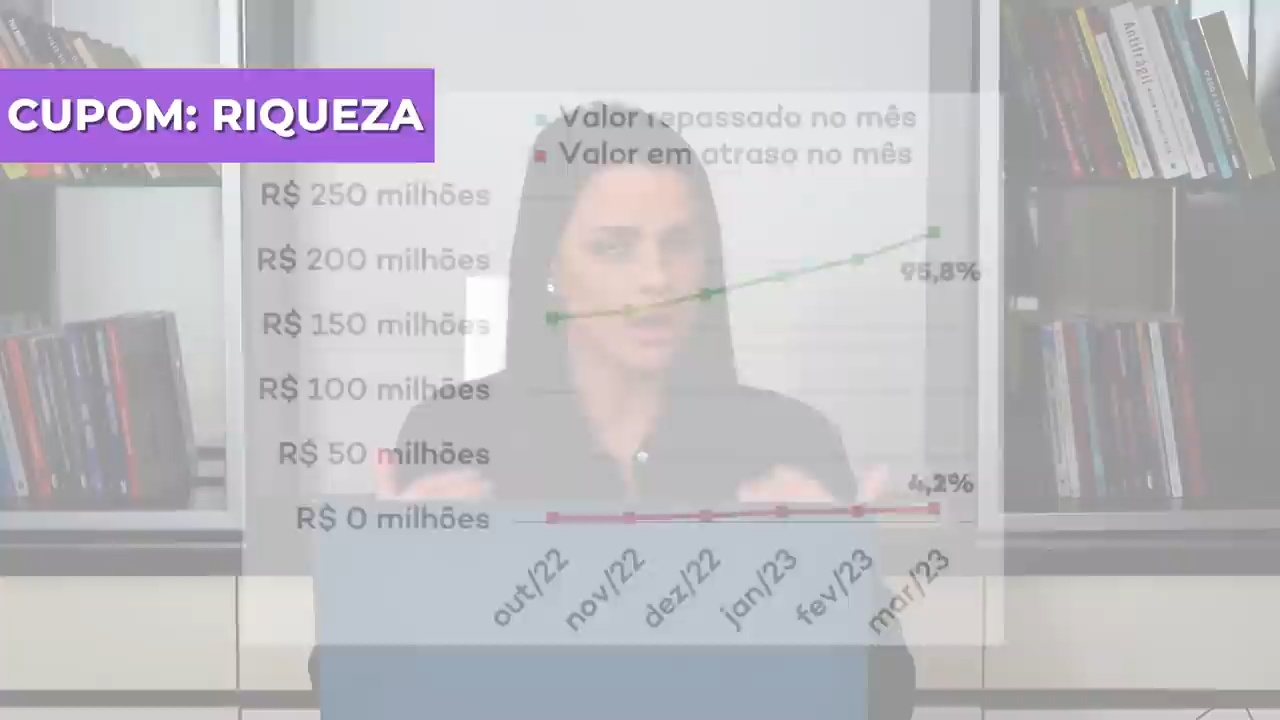 CUPOM: RIQUEZA
Valor repassado no mês
Valor em atraso no mês
R$ 250 milhões
R$ 200 milhões
R$ 150 milhões
R$ 100 milhões
R$ 50 milhões
R$ 0 milhões
95,8%
4,2%
out/22
nov/22
dez/22
jan/23
fev/23
mar/23
Antifrágil